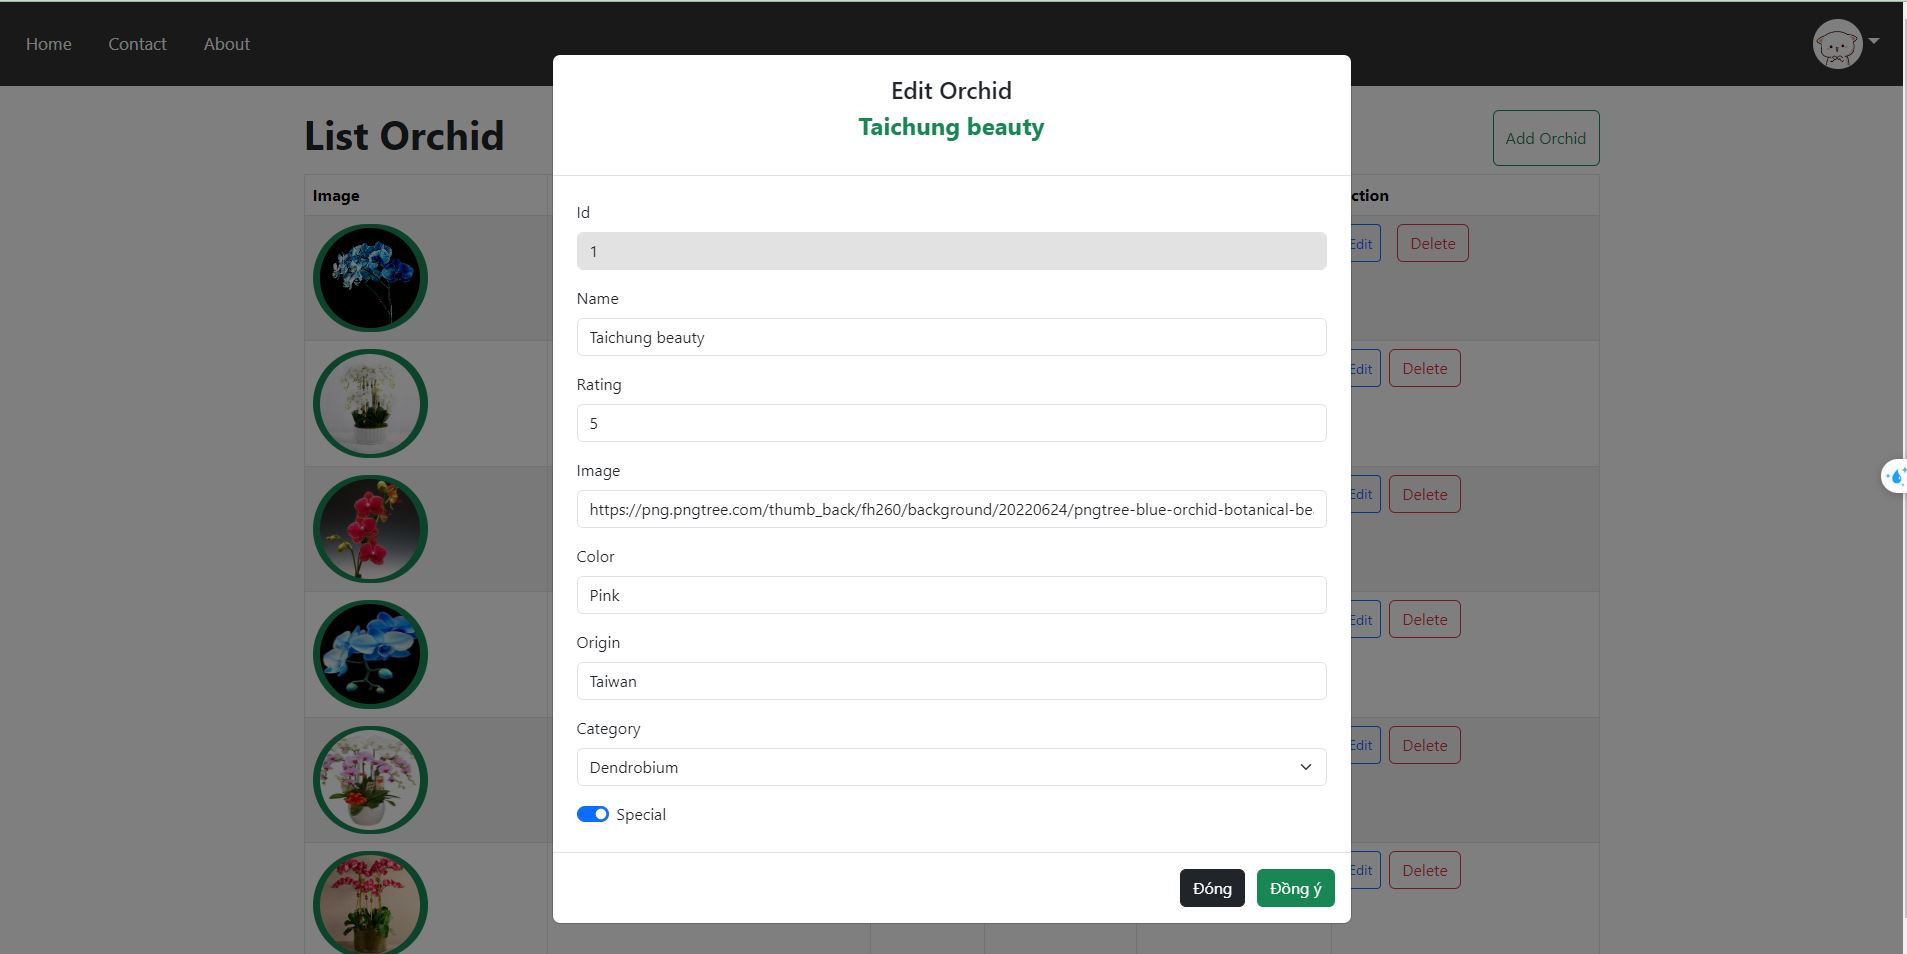 Home Contact About
List Orchid
Add Orchid
Image
ction
Edit Delete
Edit Delete
Edit Delete
Edit Delete
Edit Delete
Edit Delete
Edit Orchid
Taichung beauty
Id
1
Name
Taichung beauty
Rating
5
Image
https://png.pngtree.com/thumb_back/fh260/background/20220624/pngtree-blue-orchid-botanical-be
Color
Pink
Origin
Taiwan
Category
Dendrobium
Special
Đóng Đồng ý